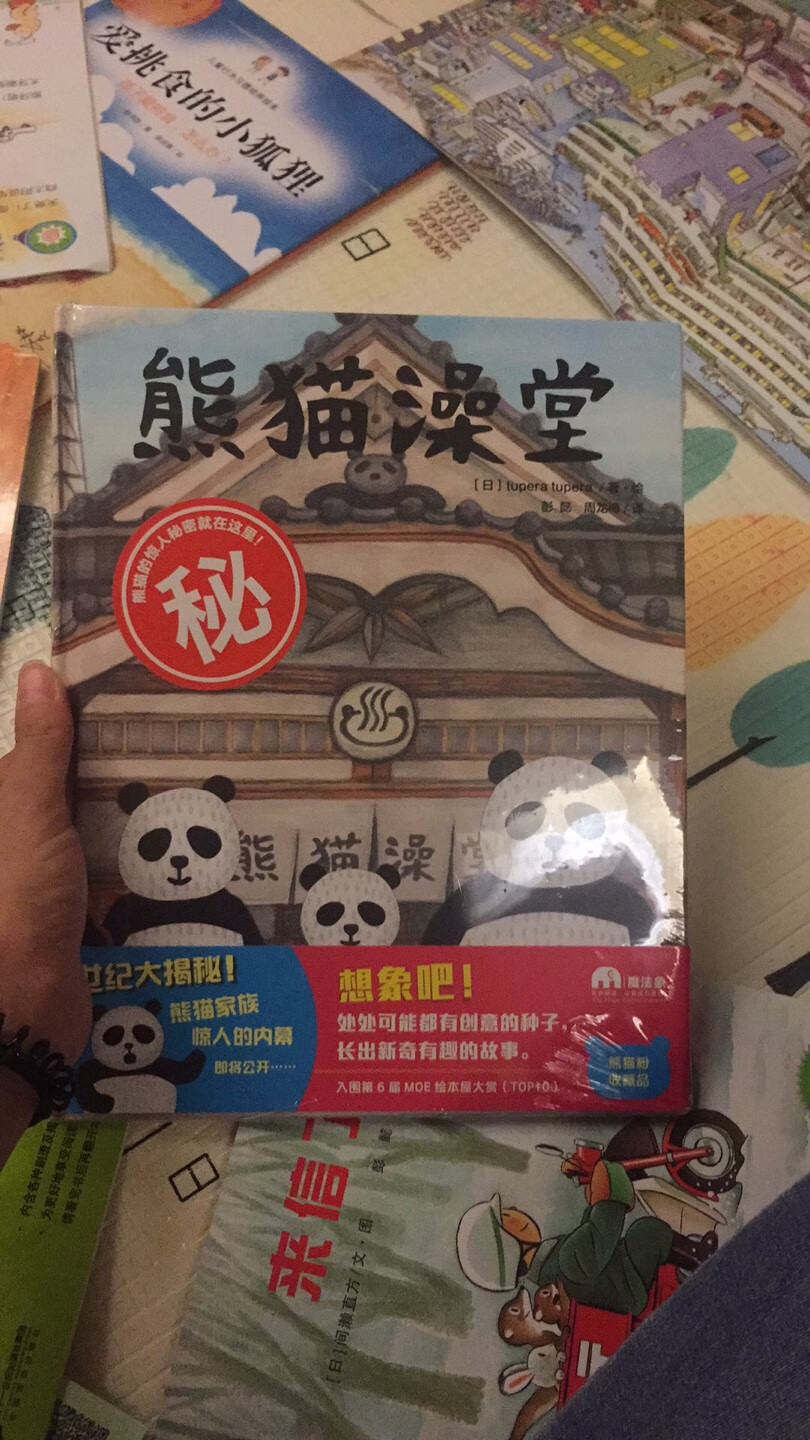 爱挑食的小狐狸
熊猫澡堂
[日] tupera tupera / 著·绘
彭懿 周龙梅 / 译
熊猫的惊人秘密就在这里!
秘
熊 猫 澡 堂
世纪大揭秘!
熊猫家族
惊人的内幕
即将公开……
想象吧!
处处可能都有创意的种子,
长出新奇有趣的故事。
入围第 6 届 MOE 绘本屋大赏(TOP10)
魔法象
熊猫粉
收藏品
来信了
[日]间濑直方/文·图
彭懿